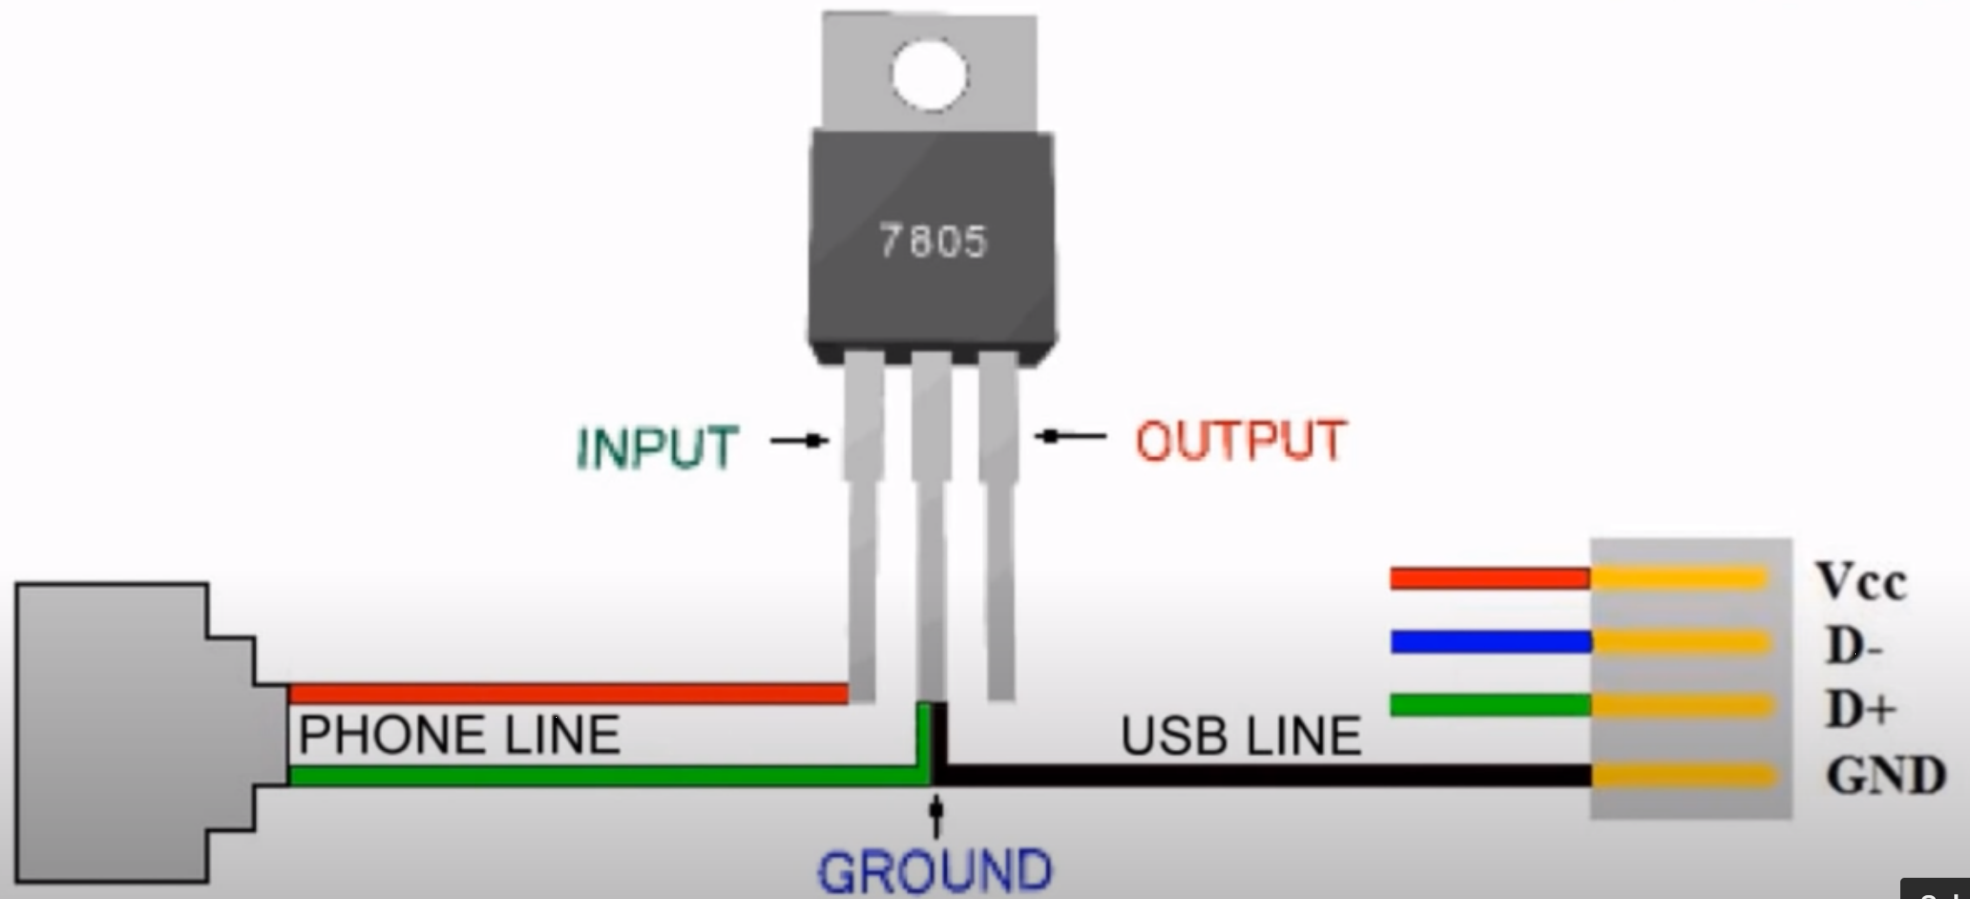 7805
INPUT
OUTPUT
Vcc
D-
D+
PHONE LINE
USB LINE
GND
GROUND